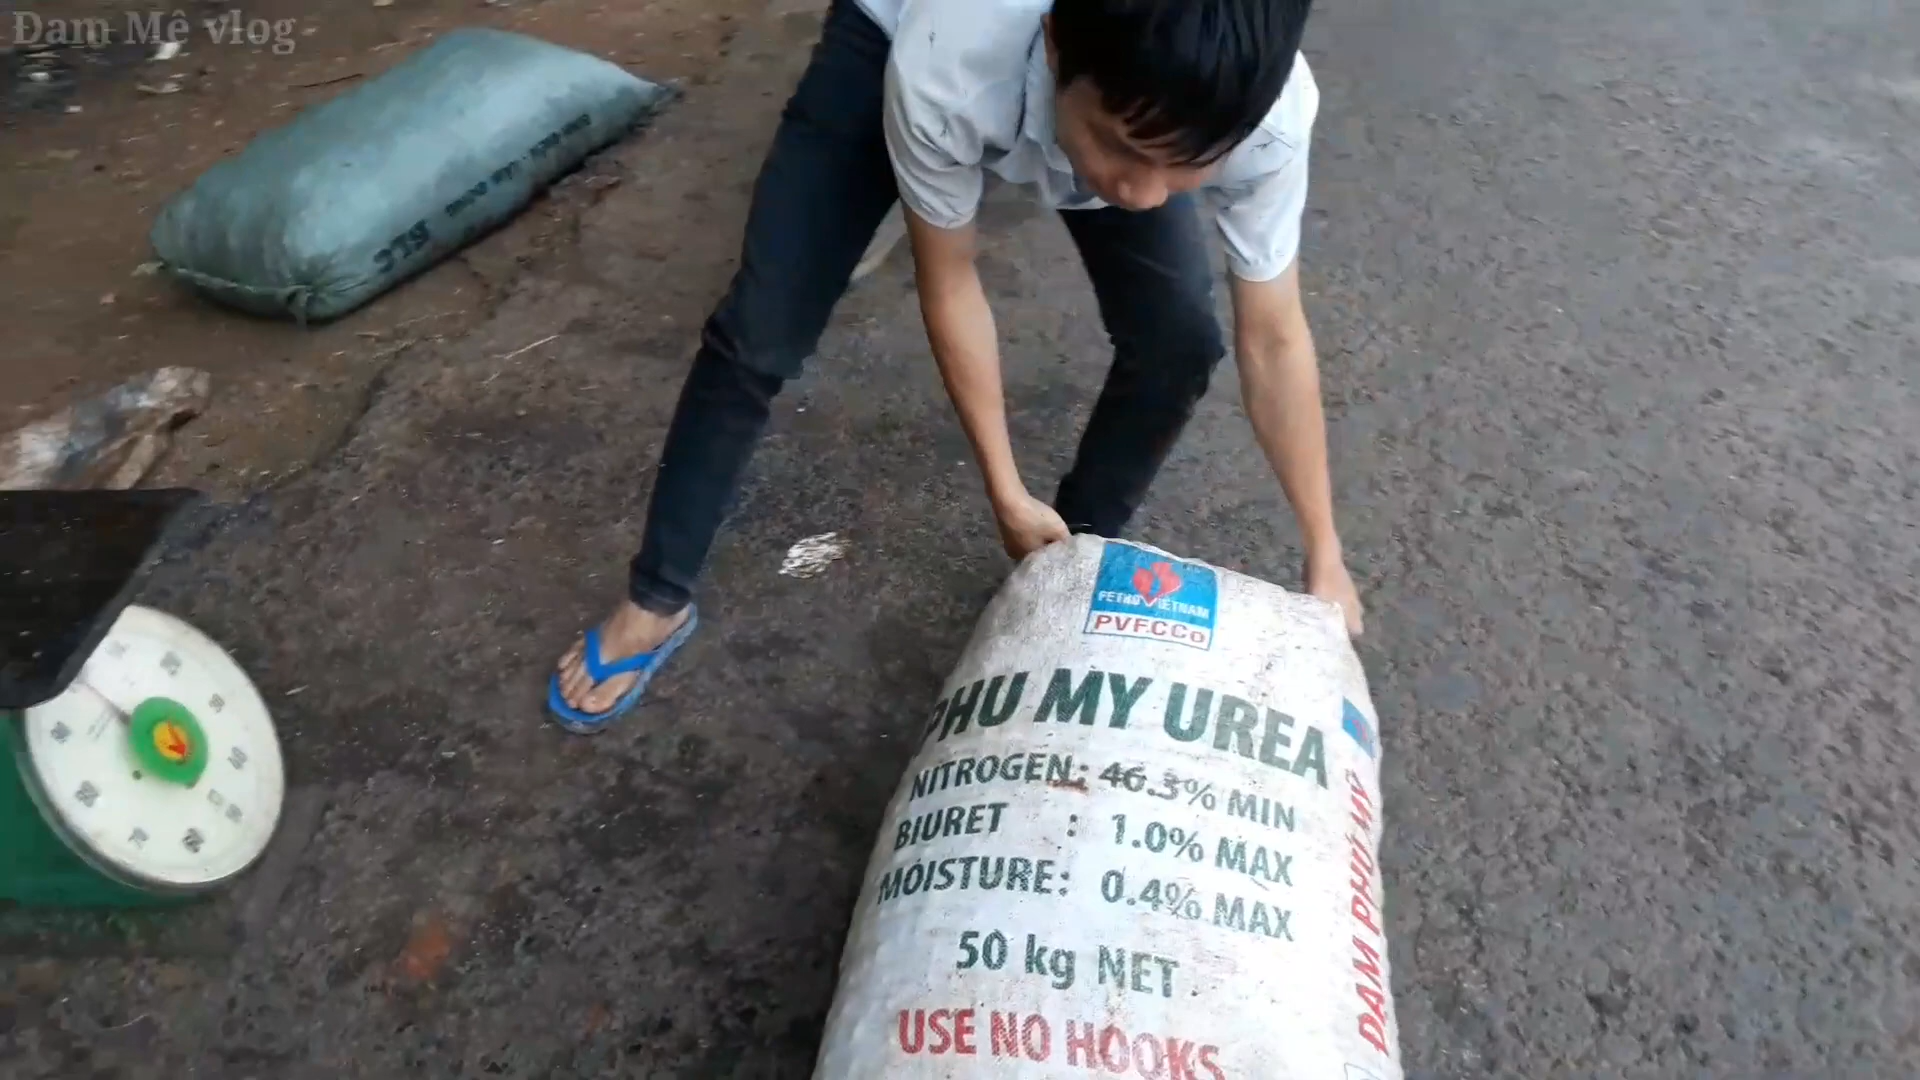 Đam Mê vlog
PETROVIETNAM
PVFCCo
PHU MY UREA
NITROGEN: 46.3% MIN
BIURET : 1.0% MAX
MOISTURE: 0.4% MAX
50 kg NET
USE NO HOOKS
ĐẠM PHÚ MỸ